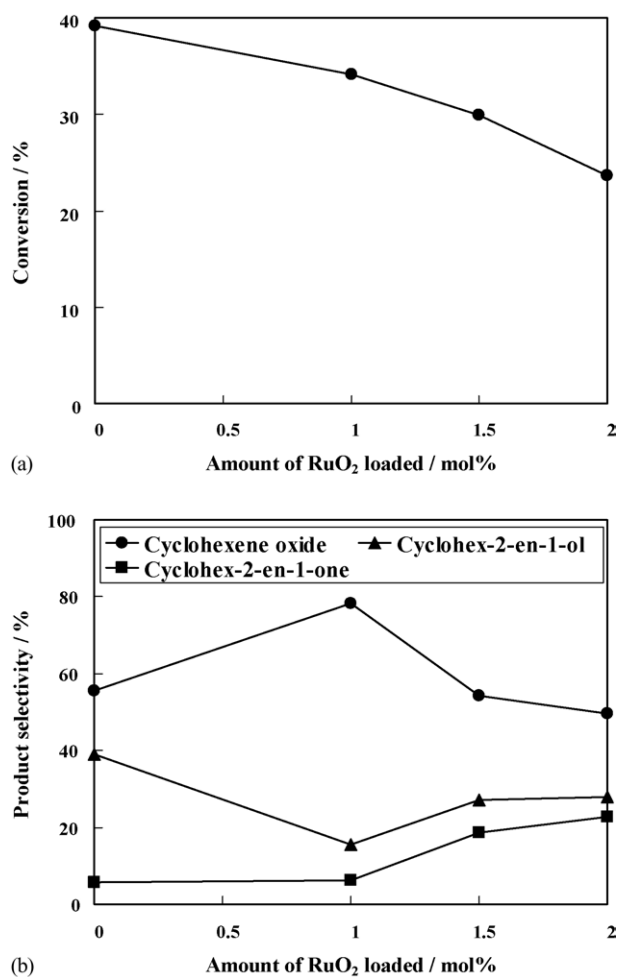 40
30
20
10
0
Conversion / %
0 0.5 1 1.5 2
(a)
Amount of RuO₂ loaded / mol%
100
80
60
40
20
0
Product selectivity / %
Cyclohexene oxide Cyclohex-2-en-1-ol
Cyclohex-2-en-1-one
0 0.5 1 1.5 2
(b)
Amount of RuO₂ loaded / mol%